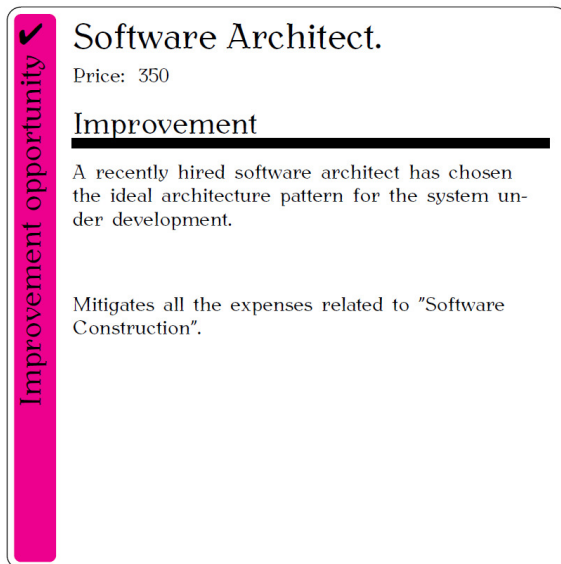 Improvement opportunity ✔
Software Architect.
Price: 350
Improvement
A recently hired software architect has chosen
the ideal architecture pattern for the system un-
der development.
Mitigates all the expenses related to "Software
Construction".